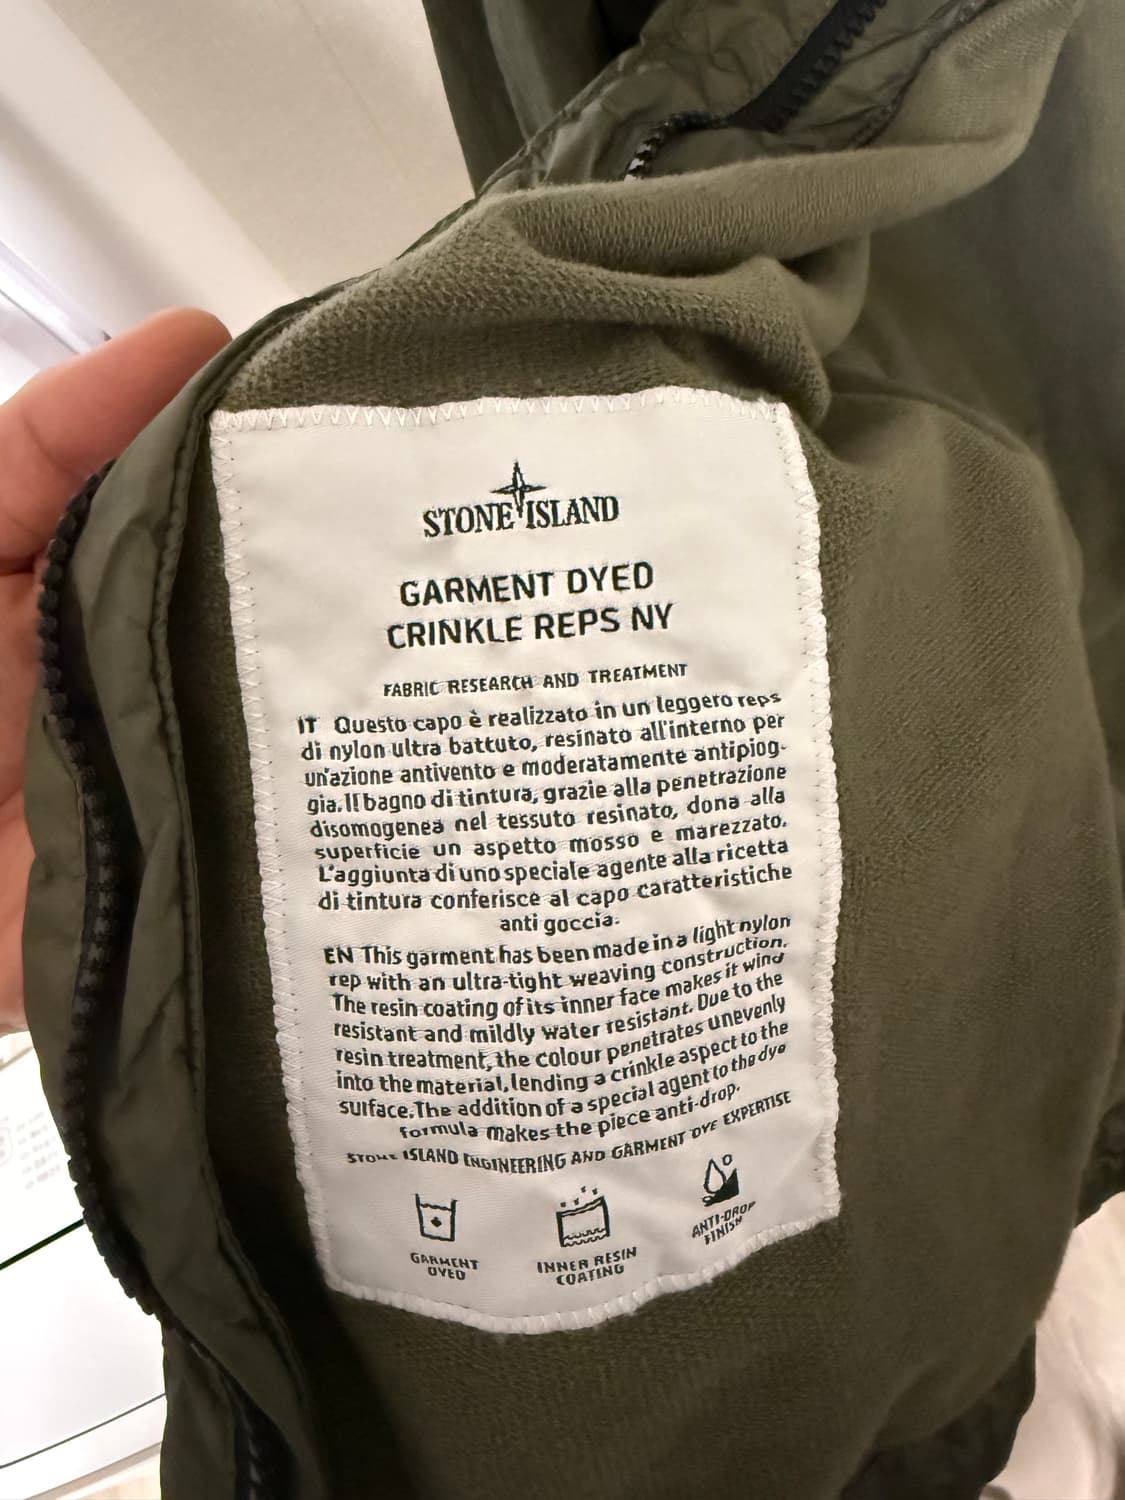 STONE ISLAND
GARMENT DYED
CRINKLE REPS NY
FABRIC RESEARCH AND TREATMENT
IT Questo capo è realizzato in un leggero reps
di nylon ultra battuto, resinato all'interno per
un'azione antivento e moderatamente antipiog-
gia. Il bagno di tintura, grazie alla penetrazione
disomogenea nel tessuto resinato, dona alla
superficie un aspetto mosso e marezzato.
L'aggiunta di uno speciale agente alla ricetta
di tintura conferisce al capo caratteristiche
anti goccia.
EN This garment has been made in a light nylon
rep with an ultra-tight weaving construction.
The resin coating of its inner face makes it wind
resistant and mildly water resistant. Due to the
resin treatment, the colour penetrates unevenly
into the material, lending a crinkle aspect to the
surface. The addition of a special agent to the dye
formula makes the piece anti-drop.
STONE ISLAND ENGINEERING AND GARMENT DYE EXPERTISE
GARMENT
DYED
INNER RESIN
COATING
ANTI-DROP
FINISH